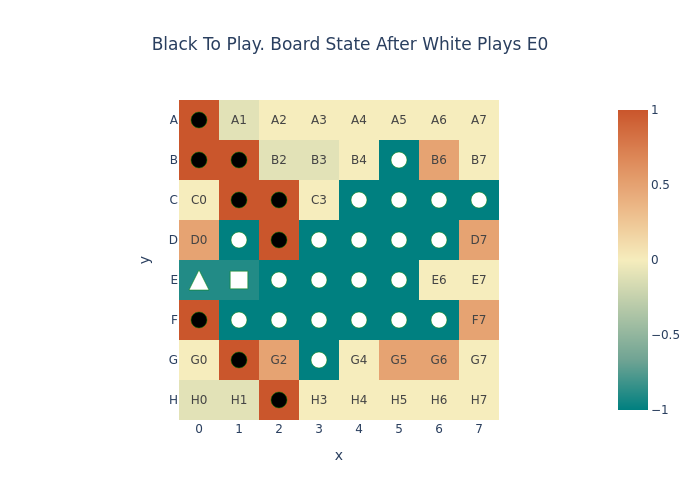 Black To Play. Board State After White Plays E0
A A1 A2 A3 A4 A5 A6 A7
B B2 B3 B4 B6 B7
C C0 C3
D D0 D7
E E6 E7
F F7
G G0 G2 G4 G5 G6 G7
H H0 H1 H3 H4 H5 H6 H7
0 1 2 3 4 5 6 7
x
y
1
0.5
0
−0.5
−1